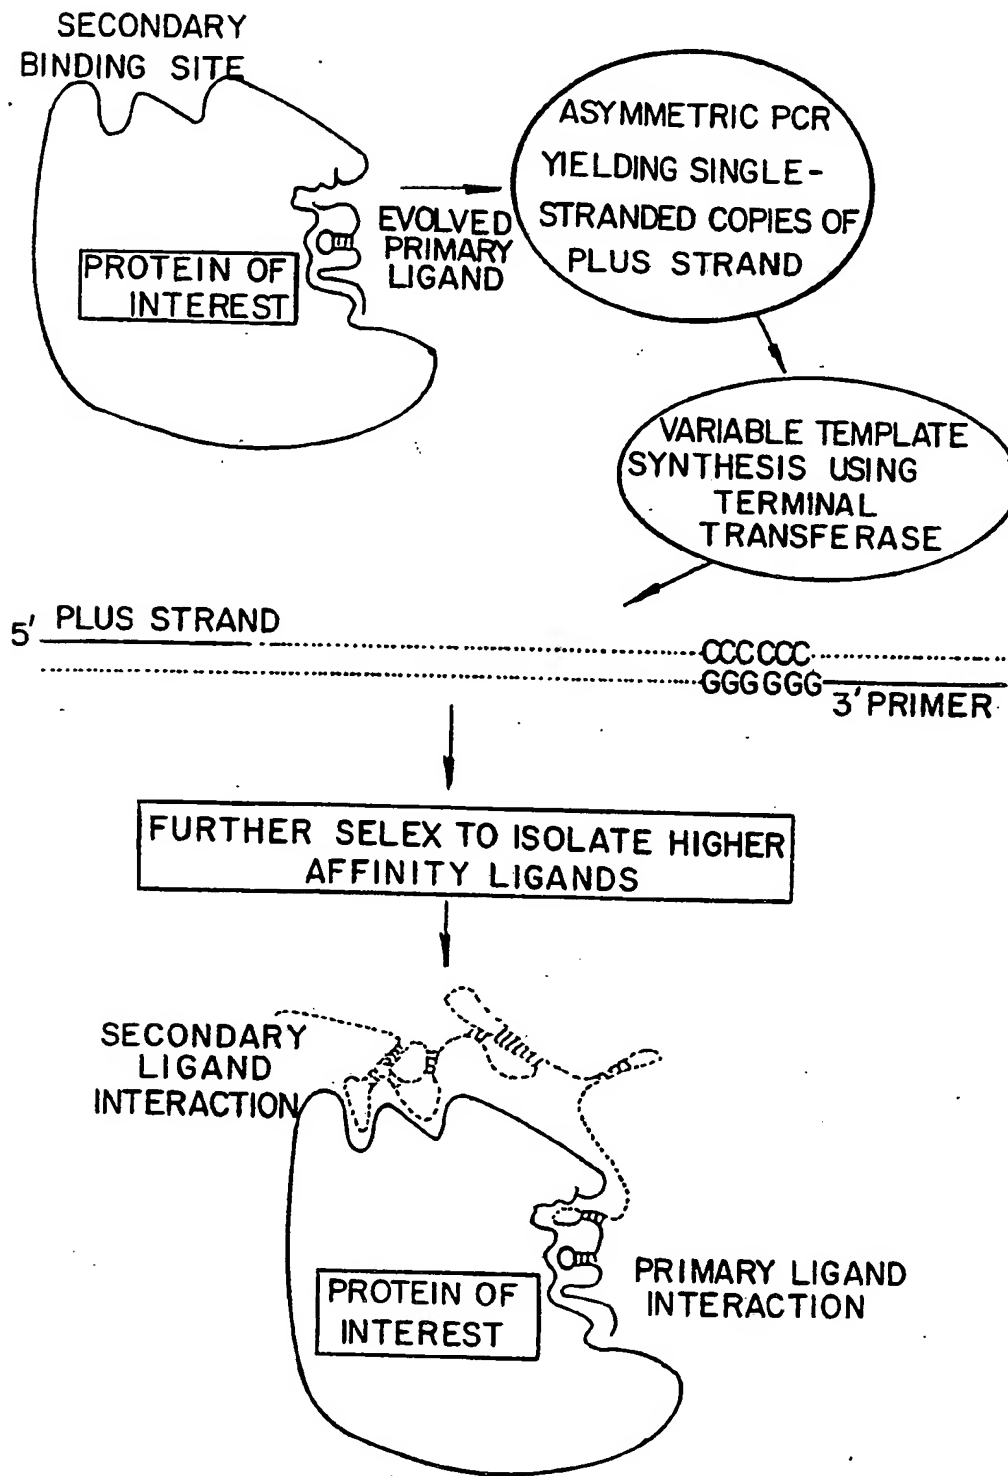 SECONDARY
BINDING SITE
ASYMMETRIC PCR
YIELDING SINGLE-
STRANDED COPIES OF
PLUS STRAND
EVOLVED
PRIMARY
LIGAND
PROTEIN OF
INTEREST
VARIABLE TEMPLATE
SYNTHESIS USING
TERMINAL
TRANSFERASE
5' PLUS STRAND
CCCCCC
GGGGGG
3' PRIMER
FURTHER SELEX TO ISOLATE HIGHER
AFFINITY LIGANDS
SECONDARY
LIGAND
INTERACTION
PROTEIN OF
INTEREST
PRIMARY LIGAND
INTERACTION